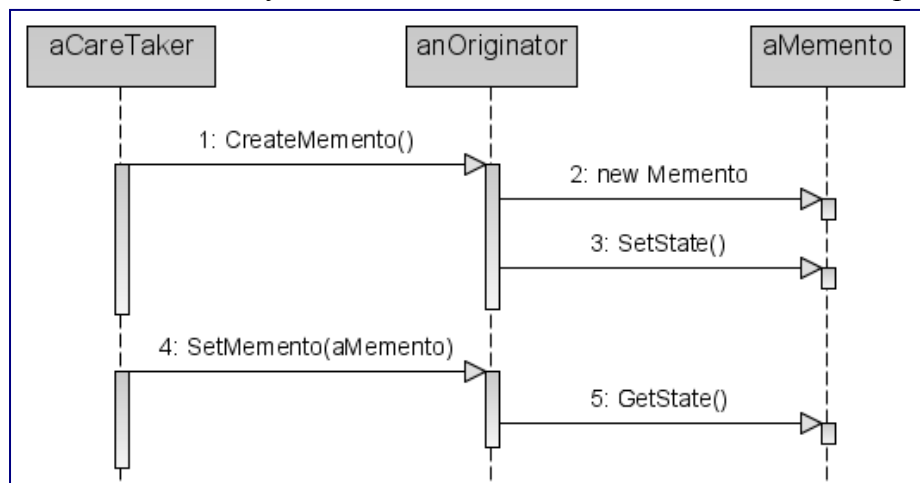 aCareTaker
anOriginator
aMemento
1: CreateMemento()
2: new Memento
3: SetState()
4: SetMemento(aMemento)
5: GetState()